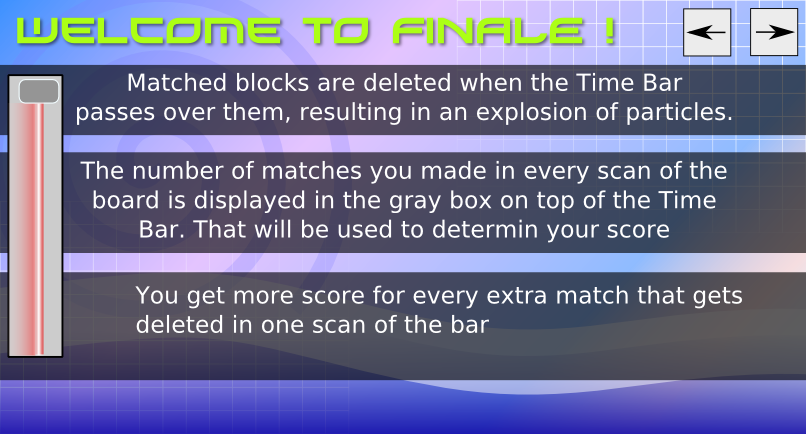 WELCOME TO FINALE !
Matched blocks are deleted when the Time Bar
passes over them, resulting in an explosion of particles.
The number of matches you made in every scan of the
board is displayed in the gray box on top of the Time
Bar. That will be used to determin your score
You get more score for every extra match that gets
deleted in one scan of the bar